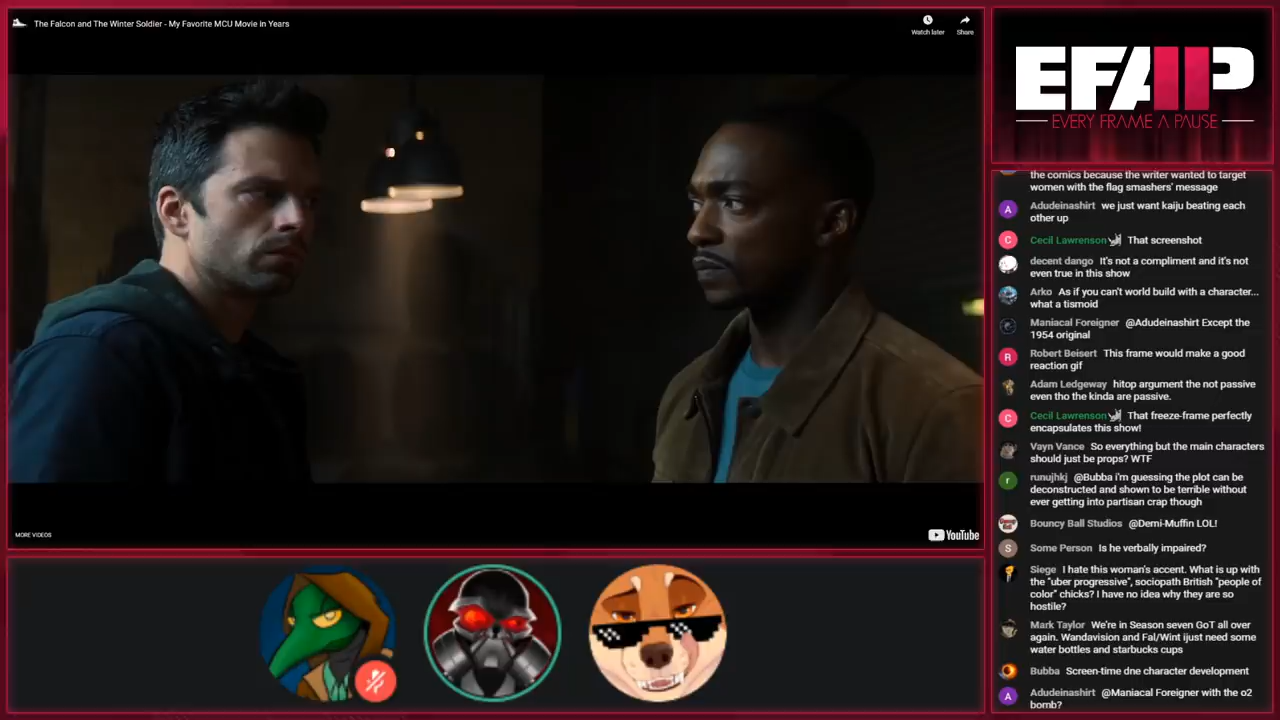 The Falcon and The Winter Soldier - My Favorite MCU Movie in Years
Watch later
Share
MORE VIDEOS
YouTube
EFAP
EVERY FRAME A PAUSE
the comics because the writer wanted to target
women with the flag smashers' message
A
Adudeinashirt we just want kaiju beating each
other up
C
Cecil Lawrenson That screenshot
decent dango It's not a compliment and it's not
even true in this show
Arko As if you can't world build with a character...
what a tismoid
Maniacal Foreigner @Adudeinashirt Except the
1954 original
R
Robert Beisert This frame would make a good
reaction gif
Adam Ledgeway hitop argument the not passive
even tho the kinda are passive.
C
Cecil Lawrenson That freeze-frame perfectly
encapsulates this show!
Vayn Vance So everything but the main characters
should just be props? WTF
r
runujhkj @Bubba i'm guessing the plot can be
deconstructed and shown to be terrible without
ever getting into partisan crap though
Bouncy Ball Studios @Demi-Muffin LOL!
S
Some Person Is he verbally impaired?
Siege I hate this woman's accent. What is up with
the "uber progressive", sociopath British "people of
color" chicks? I have no idea why they are so
hostile?
Mark Taylor We're in Season seven GoT all over
again. Wandavision and Fal/Wint ijust need some
water bottles and starbucks cups
Bubba Screen-time dne character development
A
Adudeinashirt @Maniacal Foreigner with the o2
bomb?